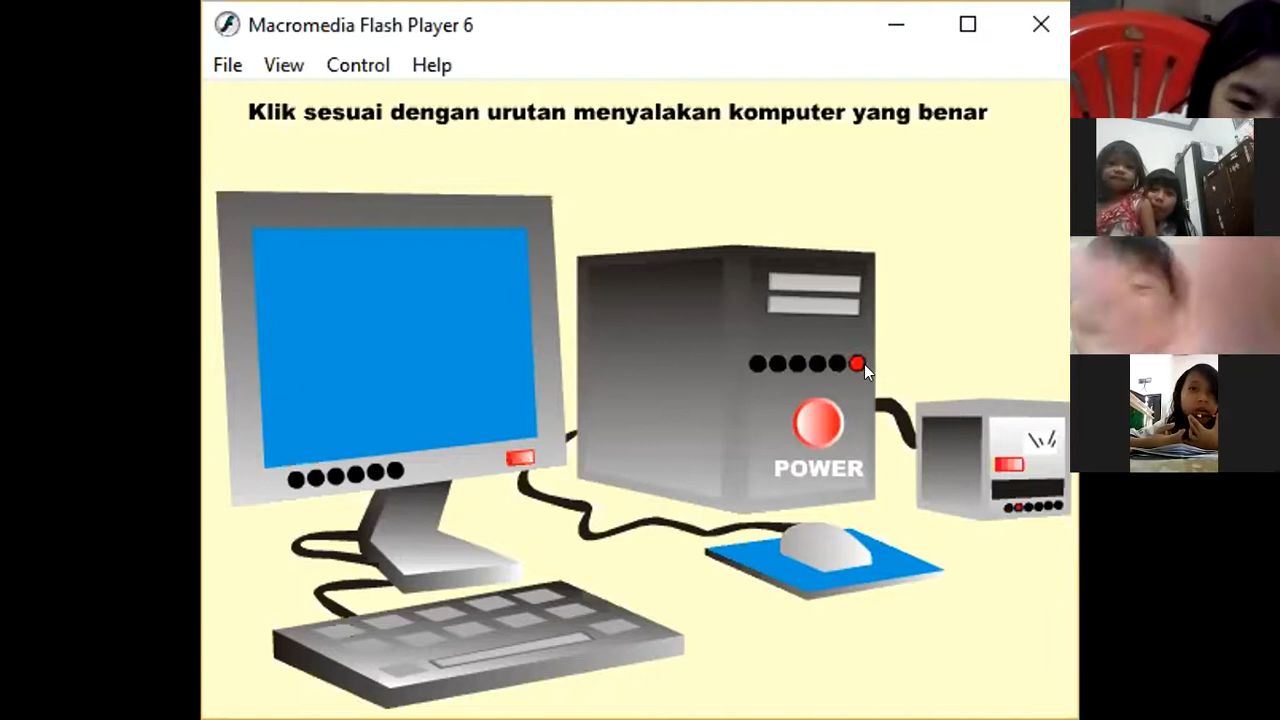 Macromedia Flash Player 6
File View Control Help
Klik sesuai dengan urutan menyalakan komputer yang benar
POWER